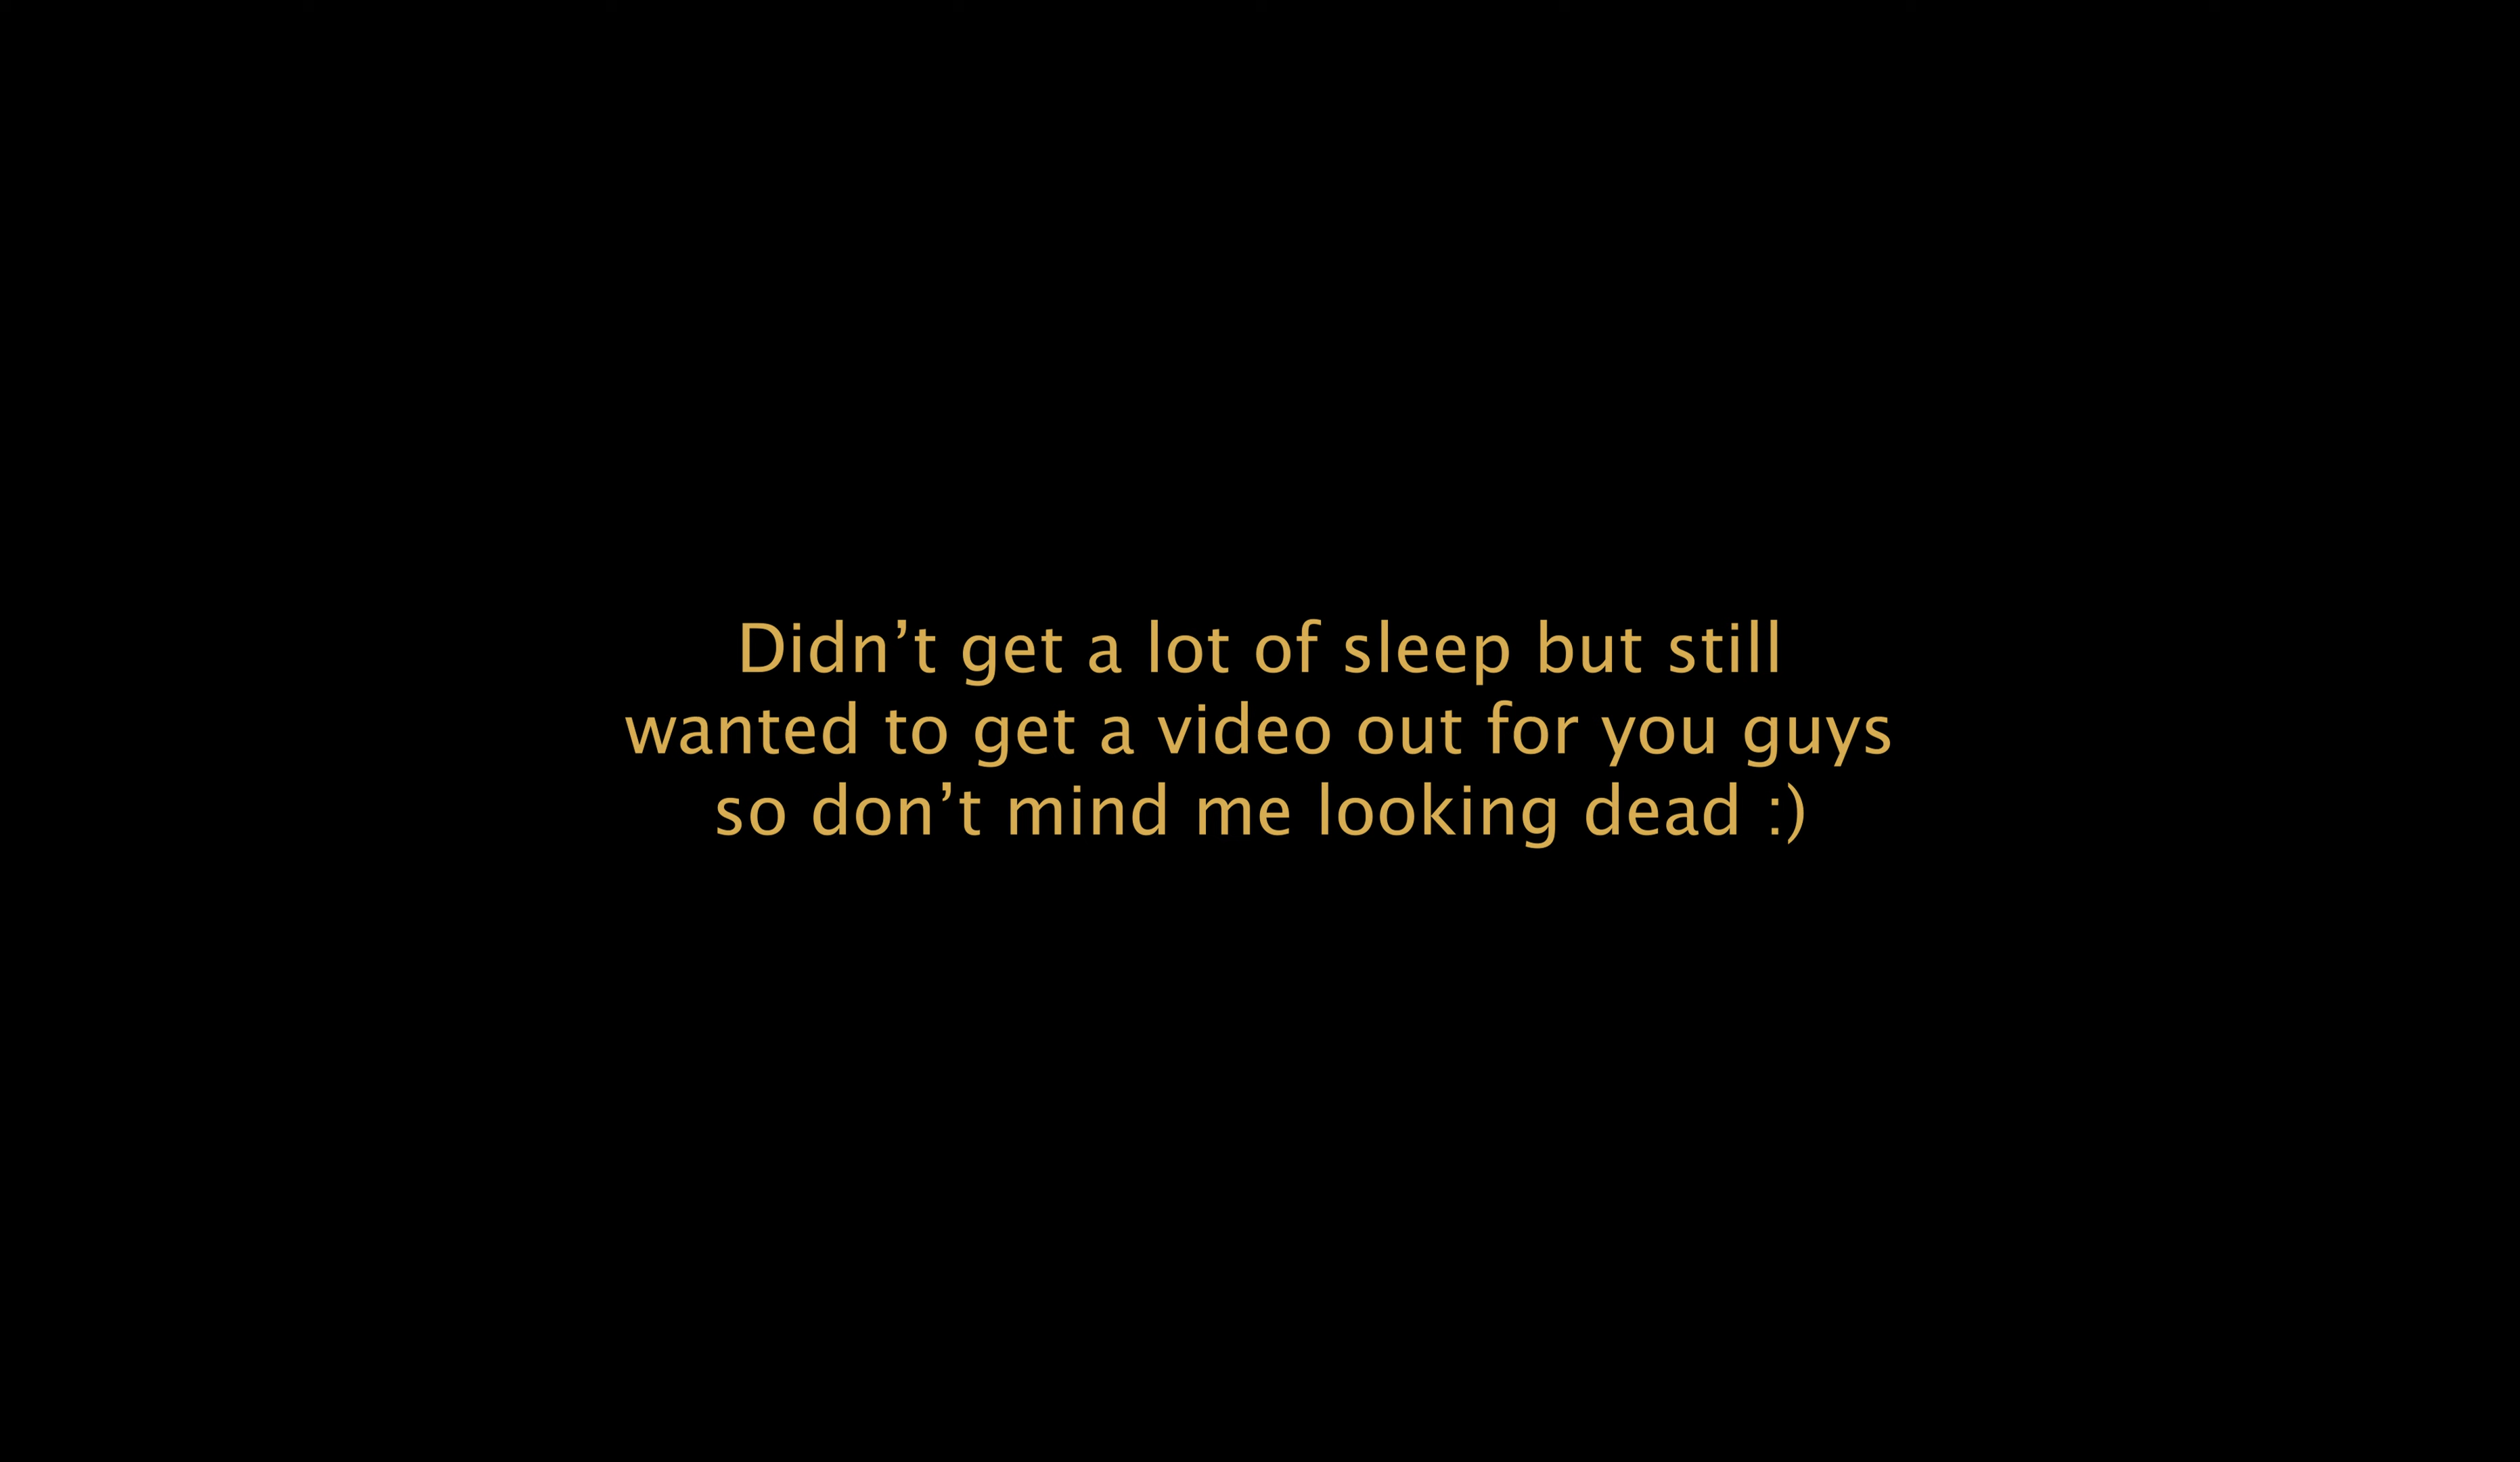 Didn’t get a lot of sleep but still
wanted to get a video out for you guys
so don’t mind me looking dead :)